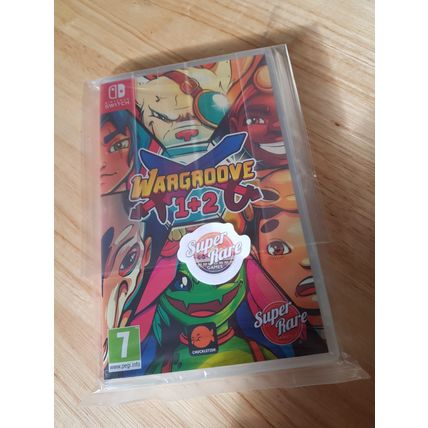 NINTENDO
SWITCH
WARGROOVE
1+2
Super
Rare
GAMES
Super
Rare
7
www.pegi.info
CHUCKLEFISH